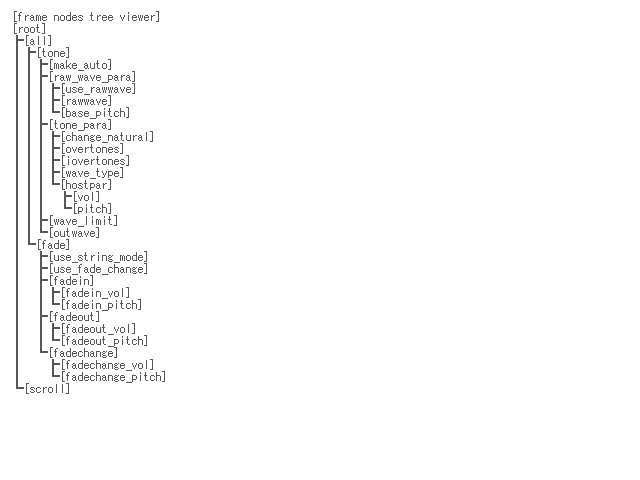 [frame nodes tree viewer]
[root]
[all]
[tone]
[make_auto]
[raw_wave_para]
[use_rawwave]
[rawwave]
[base_pitch]
[tone_para]
[change_natural]
[overtones]
[iovertones]
[wave_type]
[hostpar]
[vol]
[pitch]
[wave_limit]
[outwave]
[fade]
[use_string_mode]
[use_fade_change]
[fadein]
[fadein_vol]
[fadein_pitch]
[fadeout]
[fadeout_vol]
[fadeout_pitch]
[fadechange]
[fadechange_vol]
[fadechange_pitch]
[scroll]